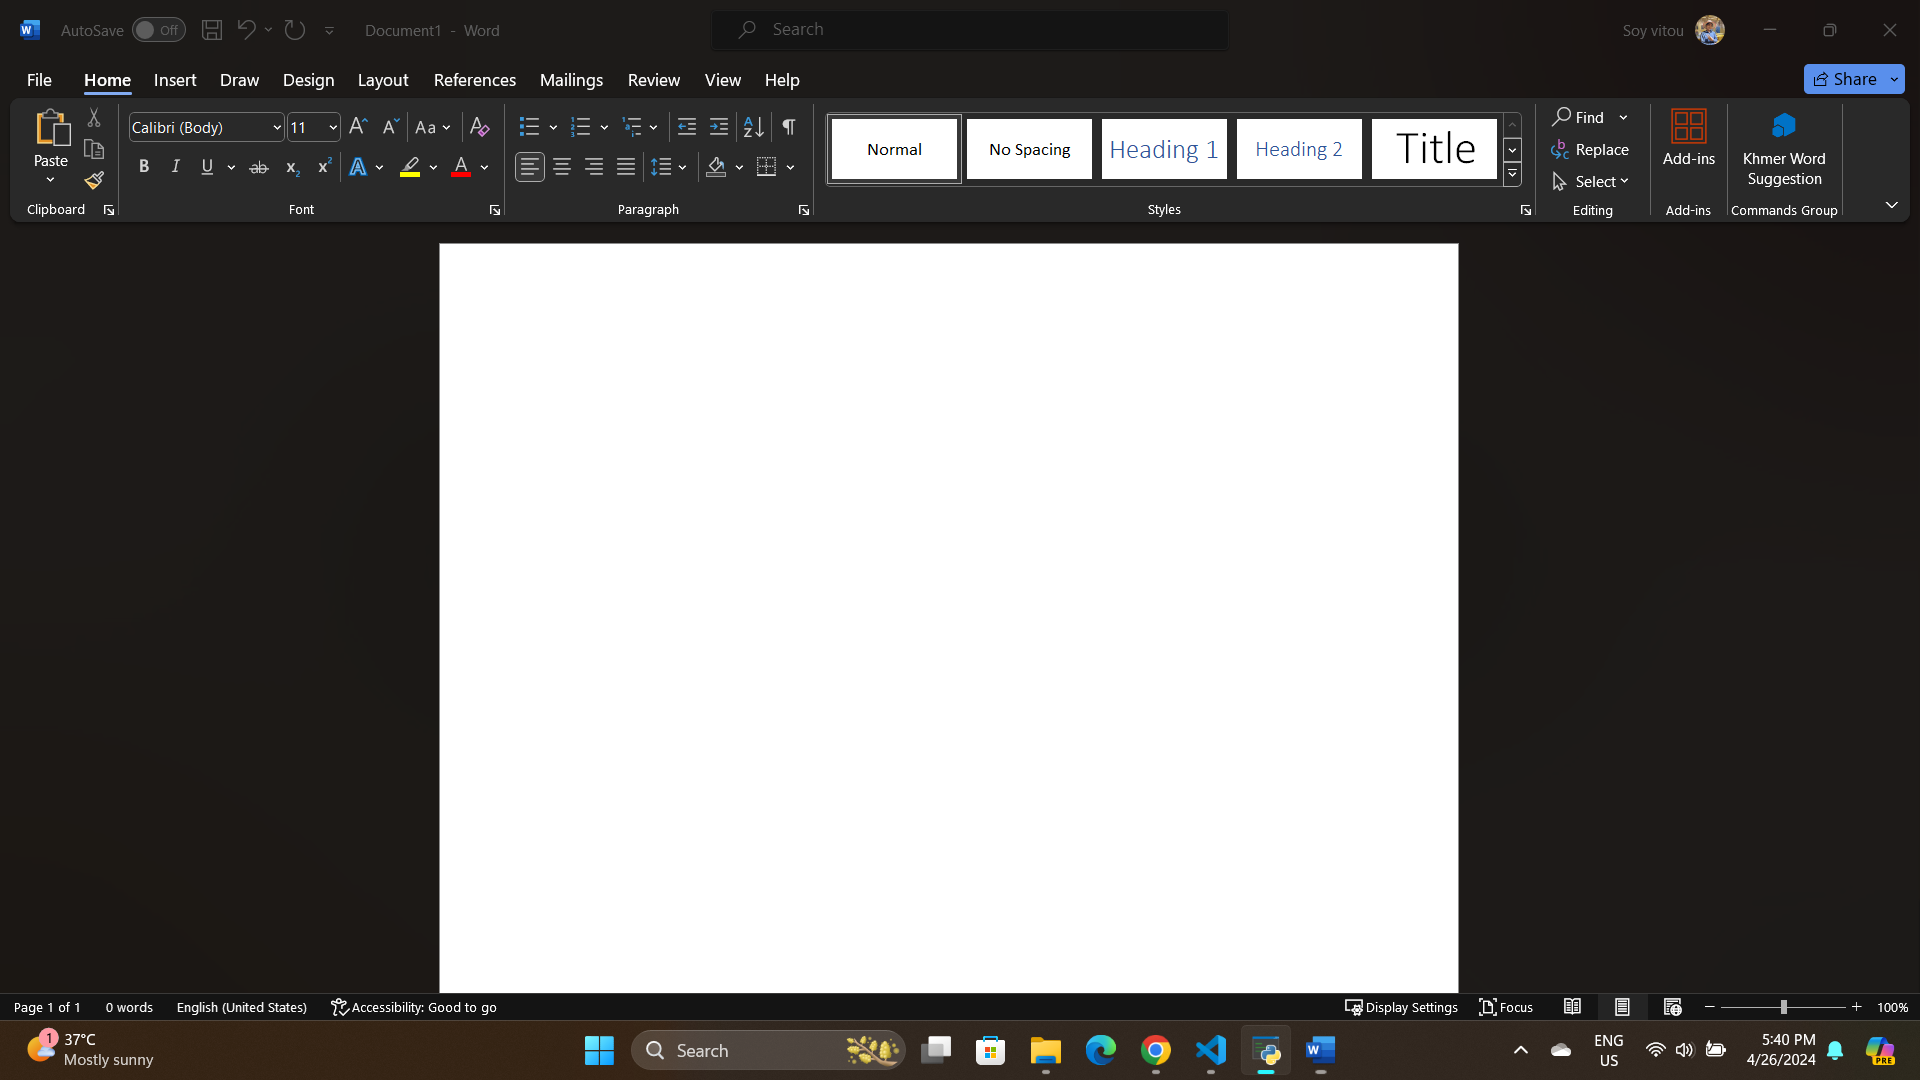 AutoSave Off Document1 - Word Search Soy vitou
File Home Insert Draw Design Layout References Mailings Review View Help Share
Paste
Clipboard
Calibri (Body) 11 Aa
B I U ab x₂ x² A A
Font
Paragraph
Normal No Spacing Heading 1 Heading 2 Title
Styles
Find
Replace
Select
Editing
Add-ins
Add-ins
Khmer Word
Suggestion
Commands Group
Page 1 of 1 0 words English (United States) Accessibility: Good to go Display Settings Focus 100%
1 37°C
Mostly sunny
Search
ENG
US
5:40 PM
4/26/2024
PRE